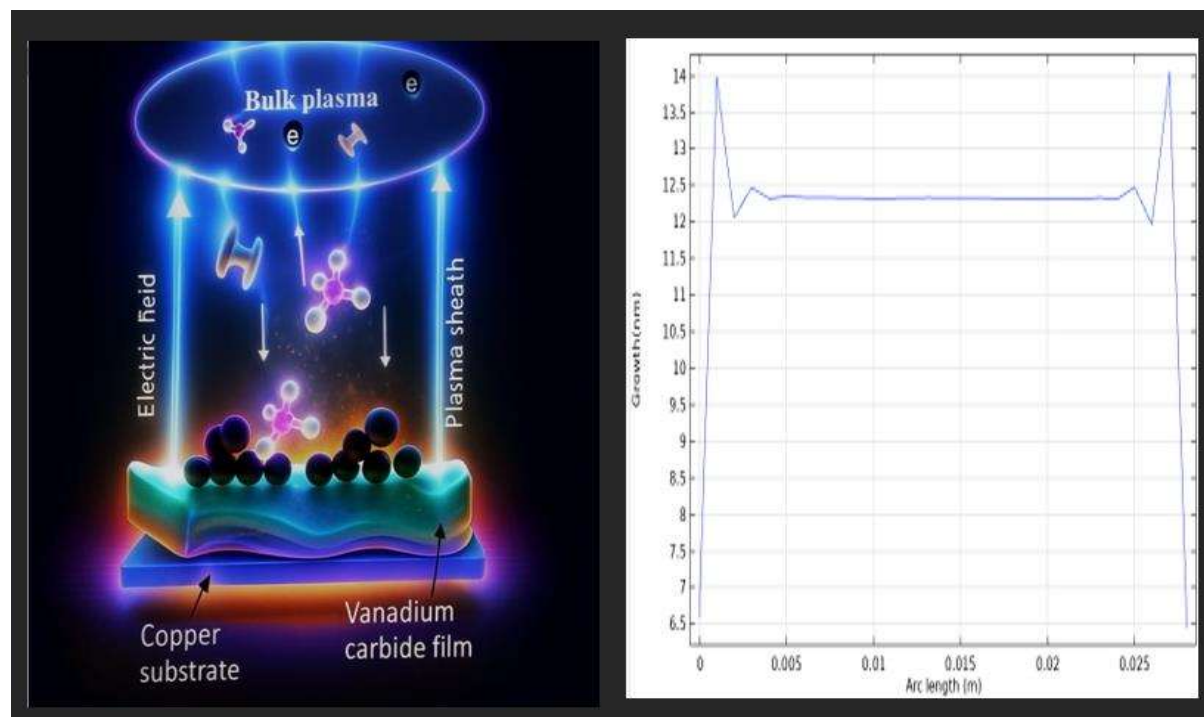 e
Bulk plasma
e
Electric field
Plasma sheath
Copper
substrate
Vanadium
carbide film
14
13.5
13
12.5
12
11.5
11
10.5
10
9.5
9
8.5
8
7.5
7
6.5
Growth(nm)
0
0.005
0.01
0.015
0.02
0.025
Arc length (m)